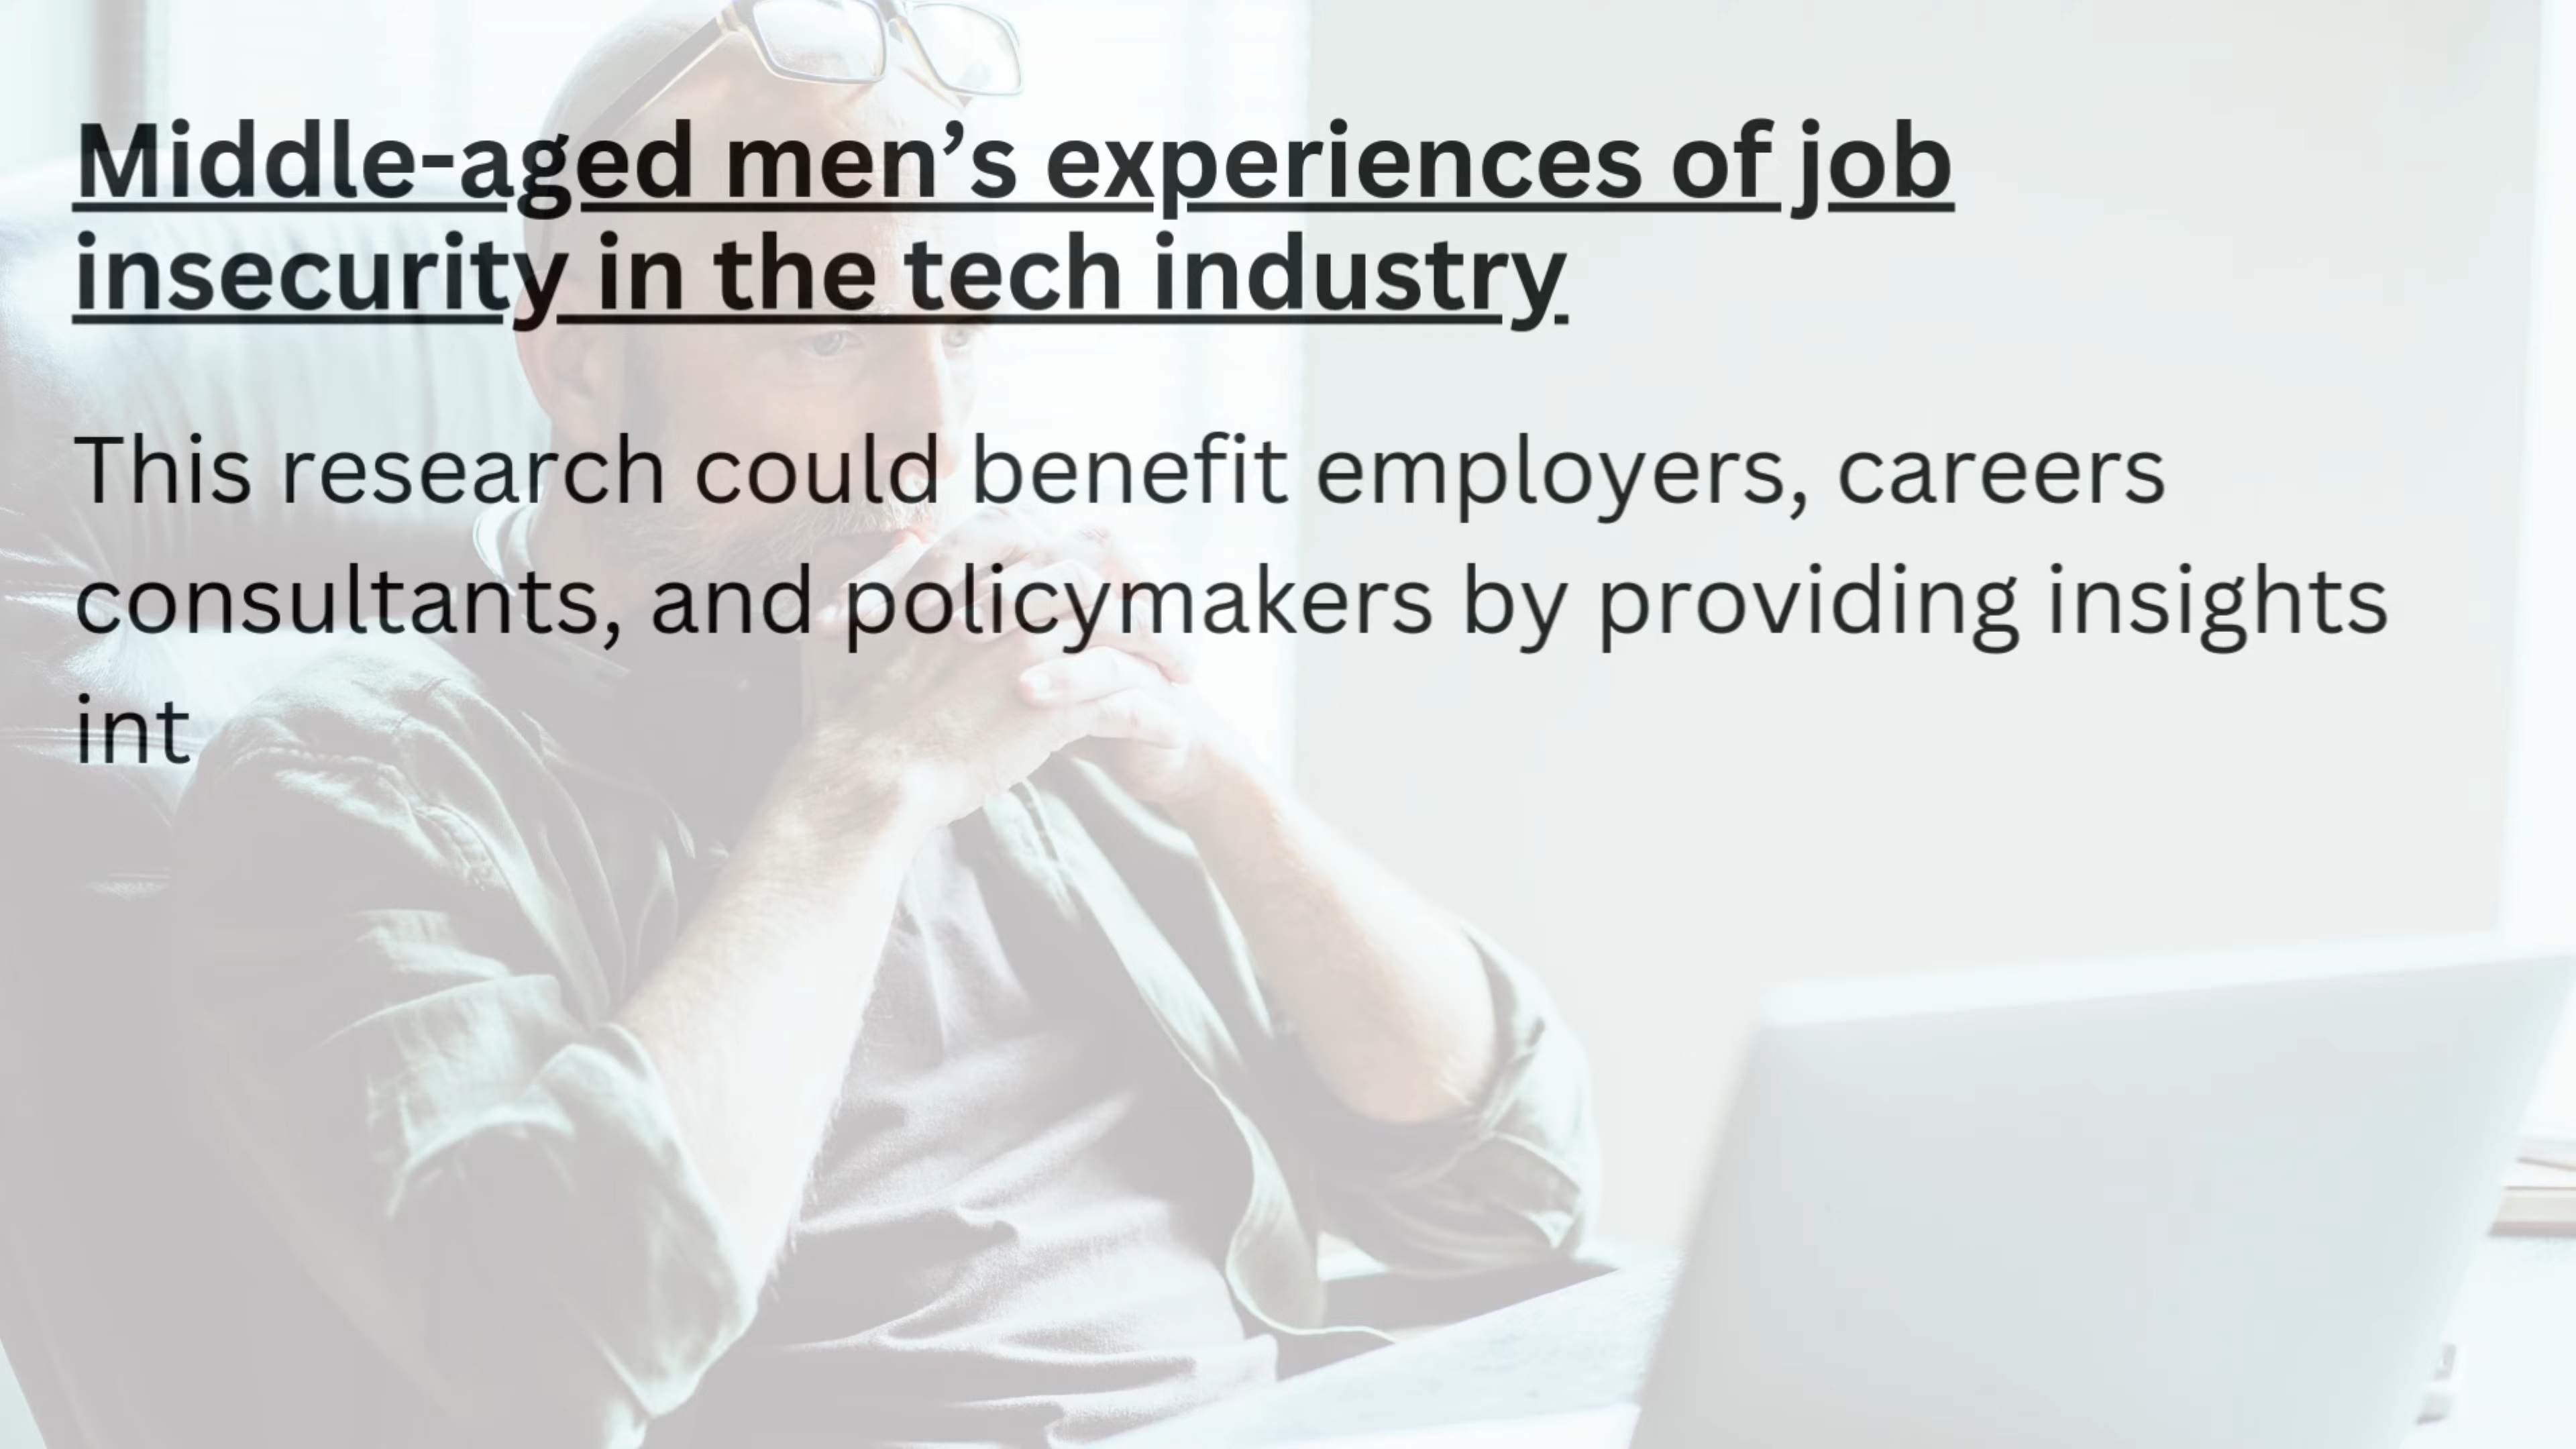 Middle-aged men’s experiences of job
insecurity in the tech industry
This research could benefit employers, careers
consultants, and policymakers by providing insights
int